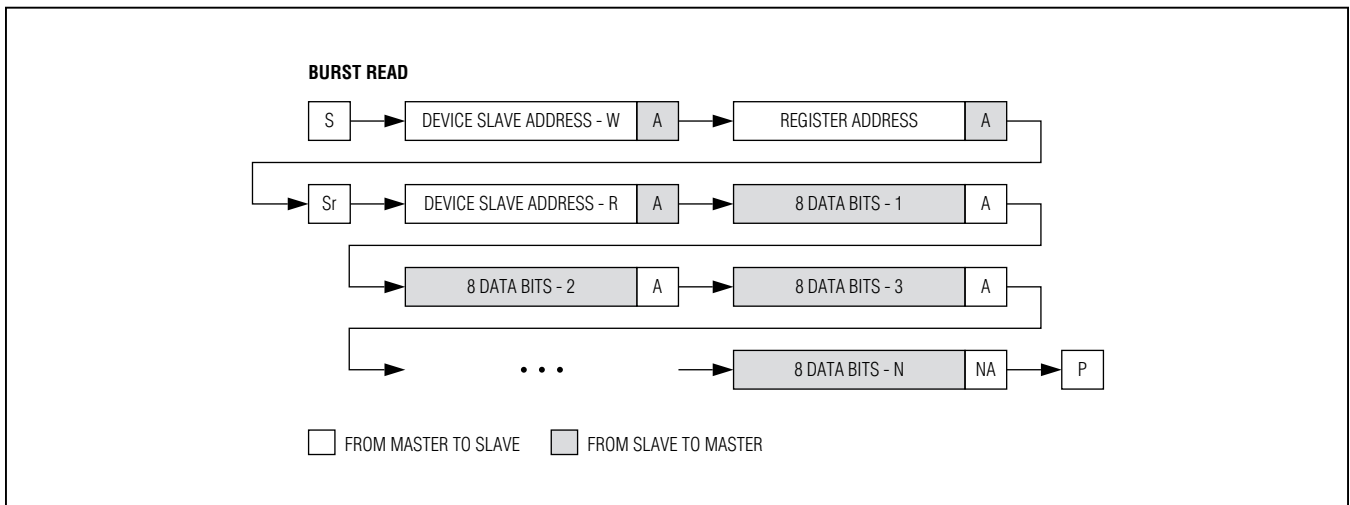 BURST READ
S DEVICE SLAVE ADDRESS - W A REGISTER ADDRESS A
Sr DEVICE SLAVE ADDRESS - R A 8 DATA BITS - 1 A
8 DATA BITS - 2 A 8 DATA BITS - 3 A
• • • 8 DATA BITS - N NA P
FROM MASTER TO SLAVE FROM SLAVE TO MASTER